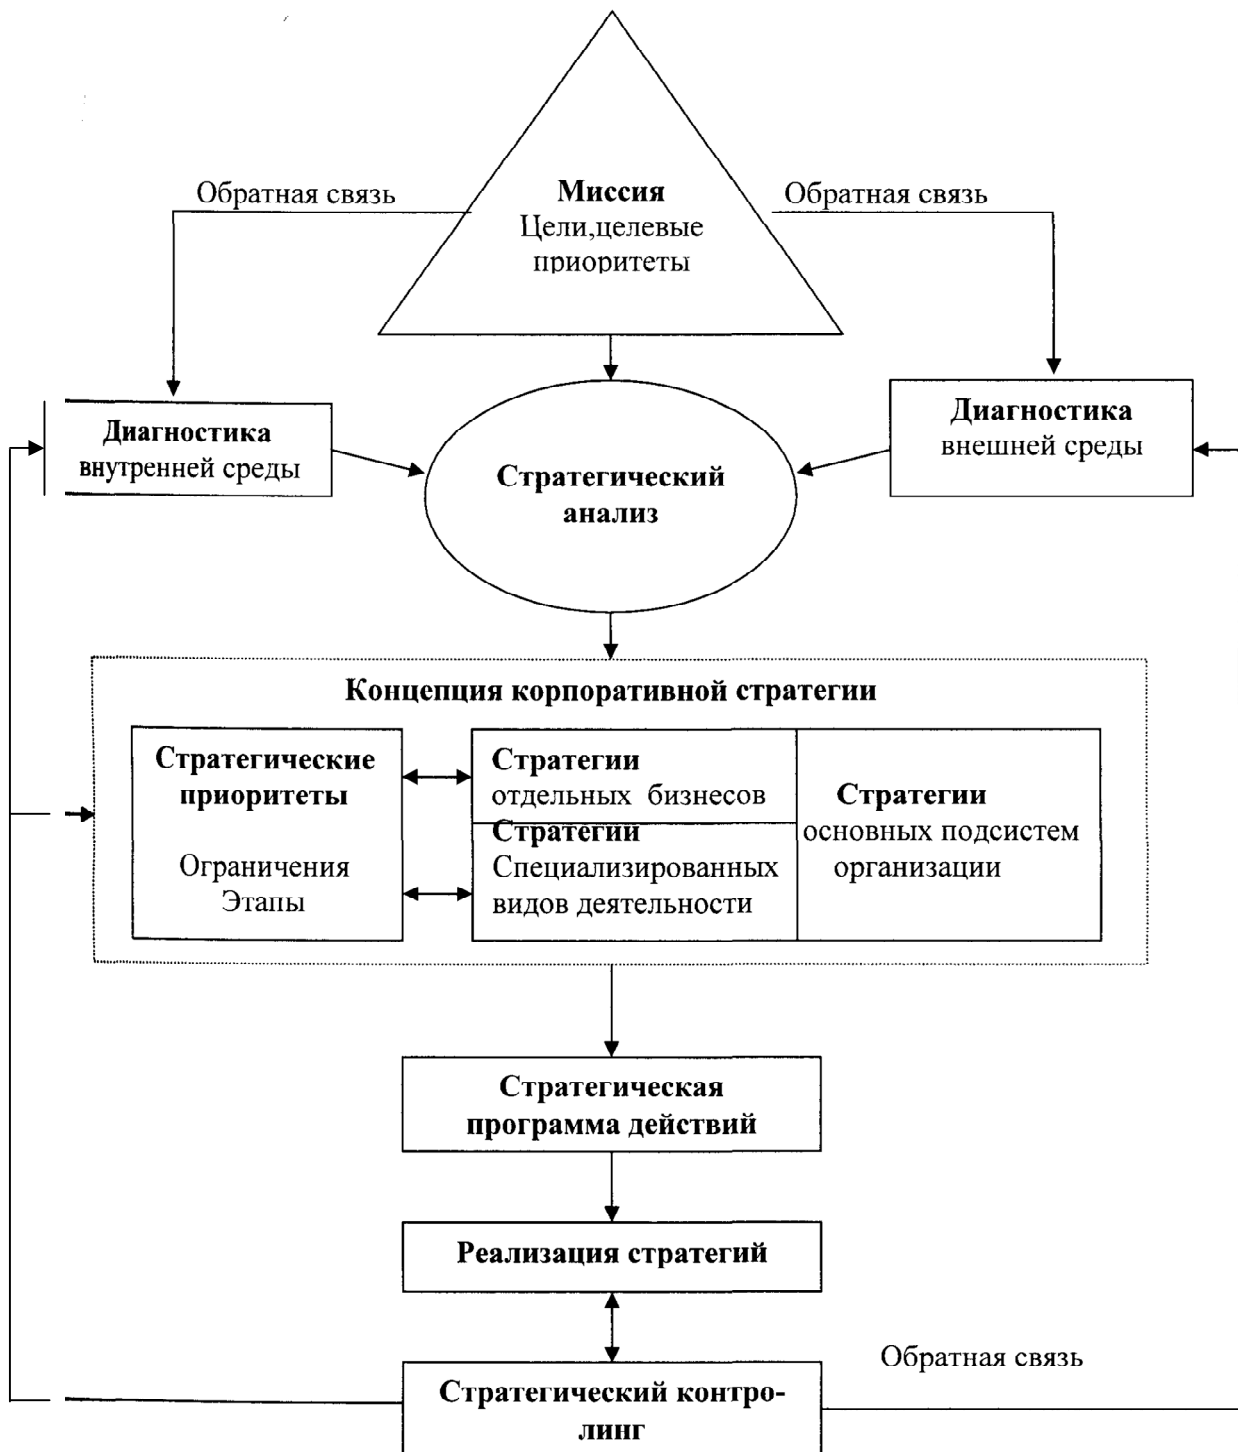 Обратная связь
Миссия
Обратная связь
Цели,целевые
приоритеты
Диагностика
внутренней среды
Стратегический
анализ
Диагностика
внешней среды
Концепция корпоративной стратегии
Стратегические
приоритеты
Ограничения
Этапы
Стратегии
отдельных бизнесов
Стратегии
Специализированных
видов деятельности
Стратегии
основных подсистем
организации
Стратегическая
программа действий
Реализация стратегий
Обратная связь
Стратегический контро-
линг